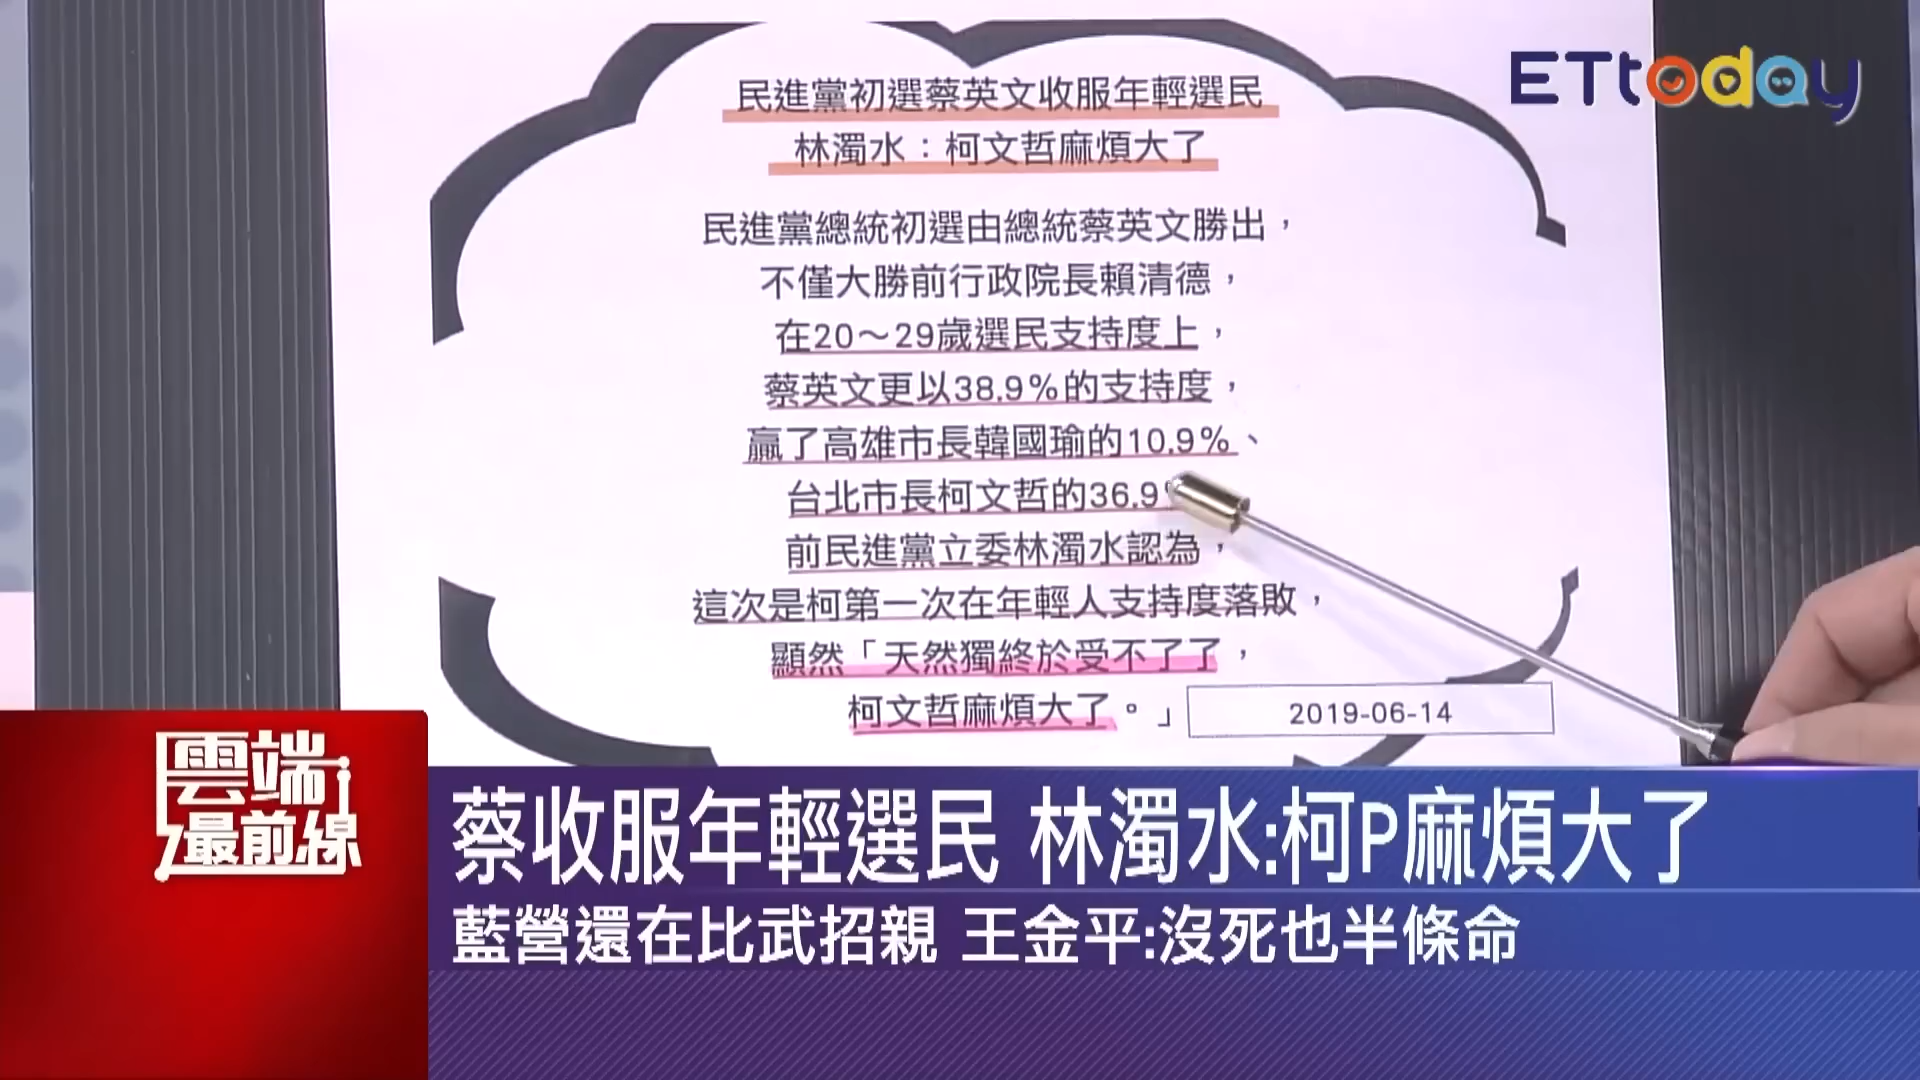 ETtoday
民進黨初選蔡英文收服年輕選民
林濁水：柯文哲麻煩大了
民進黨總統初選由總統蔡英文勝出，
不僅大勝前行政院長賴清德，
在20～29歲選民支持度上，
蔡英文更以38.9%的支持度，
贏了高雄市長韓國瑜的10.9%、
台北市長柯文哲的36.9%
前民進黨立委林濁水認為，
這次是柯第一次在年輕人支持度落敗，
顯然「天然獨終於受不了了，
柯文哲麻煩大了。」
2019-06-14
雲端
最前線
蔡收服年輕選民 林濁水:柯P麻煩大了
藍營還在比武招親 王金平:沒死也半條命